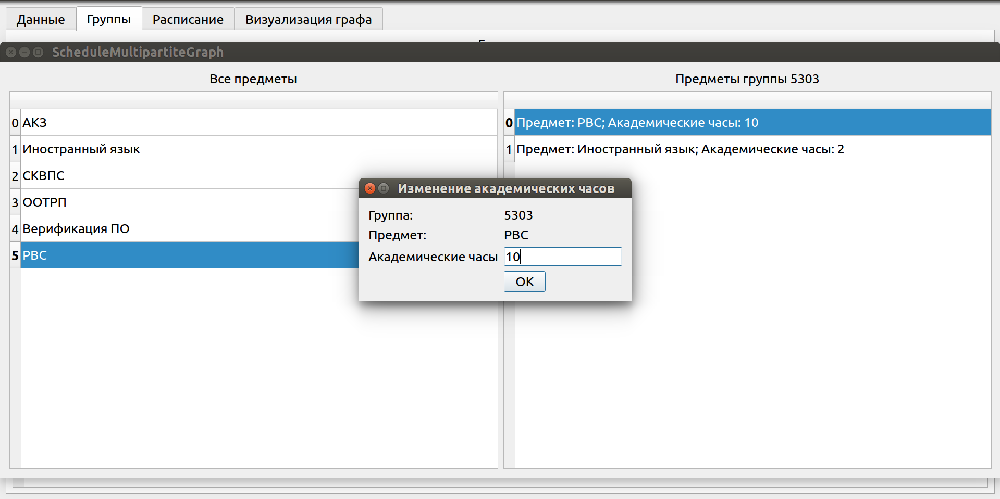 Данные Группы Расписание Визуализация графа
ScheduleMultipartiteGraph
Все предметы
0 АКЗ
1 Иностранный язык
2 СКВПС
3 ООТРП
4 Верификация ПО
5 РВС
Предметы группы 5303
0 Предмет: РВС; Академические часы: 10
1 Предмет: Иностранный язык; Академические часы: 2
Изменение академических часов
Группа: 5303
Предмет: РВС
Академические часы 10
OK